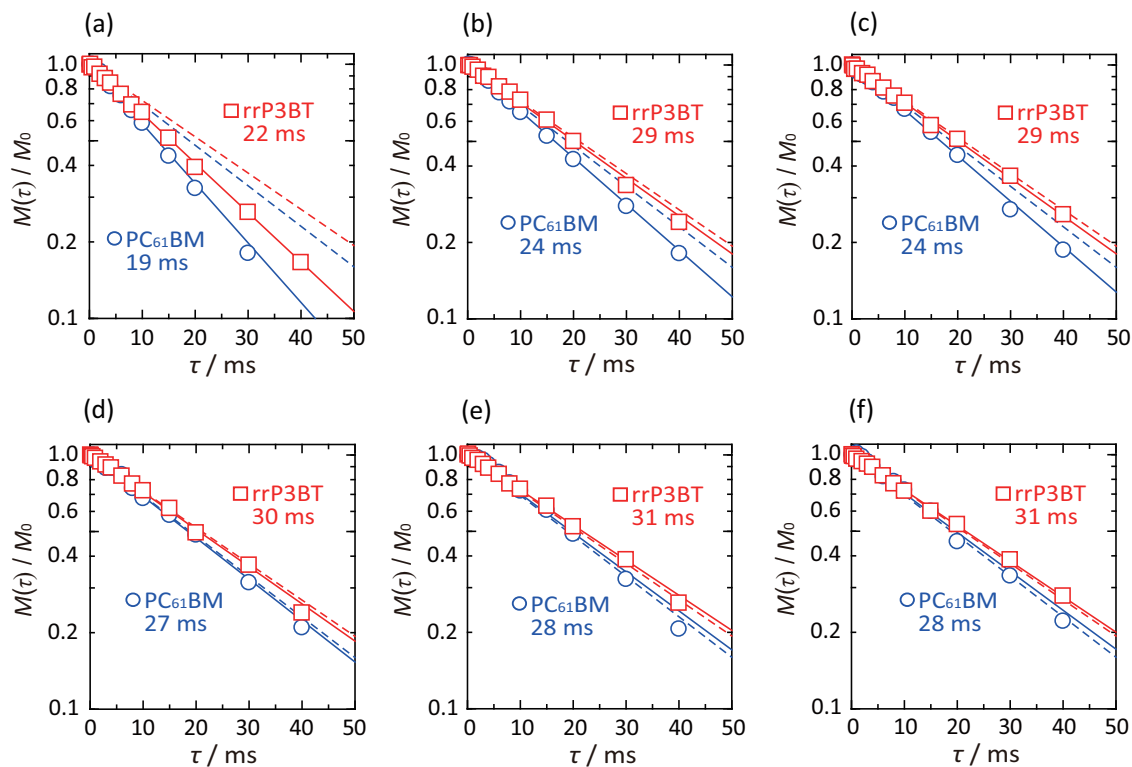 (a)
1.0
0.8
0.6
0.4
0.2
0.1
M(τ) / M₀
rrP3BT
22 ms
PC₆₁BM
19 ms
0 10 20 30 40 50
τ / ms
(b)
1.0
0.8
0.6
0.4
0.2
0.1
M(τ) / M₀
rrP3BT
29 ms
PC₆₁BM
24 ms
0 10 20 30 40 50
τ / ms
(c)
1.0
0.8
0.6
0.4
0.2
0.1
M(τ) / M₀
rrP3BT
29 ms
PC₆₁BM
24 ms
0 10 20 30 40 50
τ / ms
(d)
1.0
0.8
0.6
0.4
0.2
0.1
M(τ) / M₀
rrP3BT
30 ms
PC₆₁BM
27 ms
0 10 20 30 40 50
τ / ms
(e)
1.0
0.8
0.6
0.4
0.2
0.1
M(τ) / M₀
rrP3BT
31 ms
PC₆₁BM
28 ms
0 10 20 30 40 50
τ / ms
(f)
1.0
0.8
0.6
0.4
0.2
0.1
M(τ) / M₀
rrP3BT
31 ms
PC₆₁BM
28 ms
0 10 20 30 40 50
τ / ms